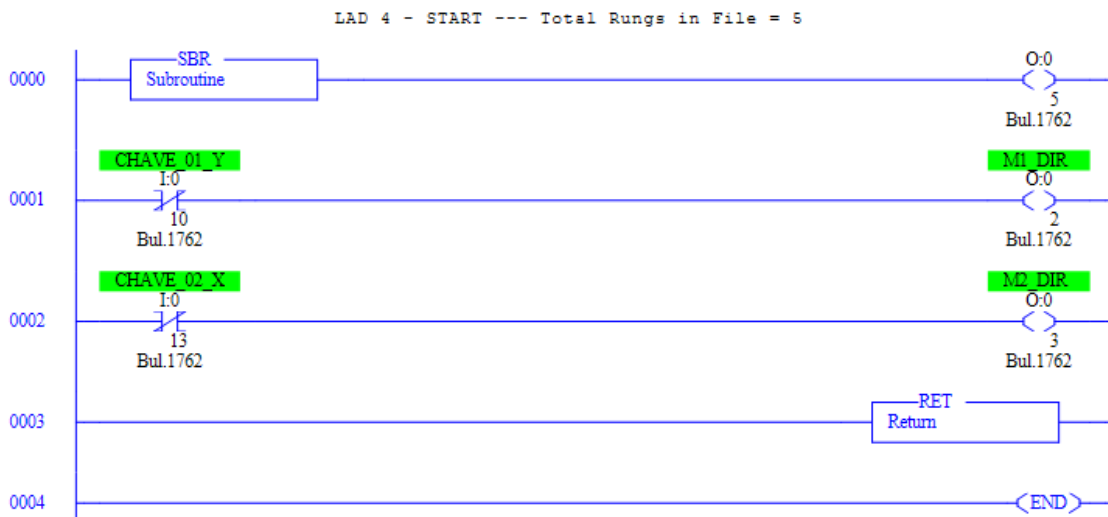 LAD 4 - START --- Total Rungs in File = 5
SBR
O:0
0000
Subroutine
5
Bul.1762
CHAVE_01_Y
M1_DIR
I:0
O:0
0001
10
2
Bul.1762
Bul.1762
CHAVE_02_X
M2_DIR
I:0
O:0
0002
13
3
Bul.1762
Bul.1762
RET
0003
Return
0004
END